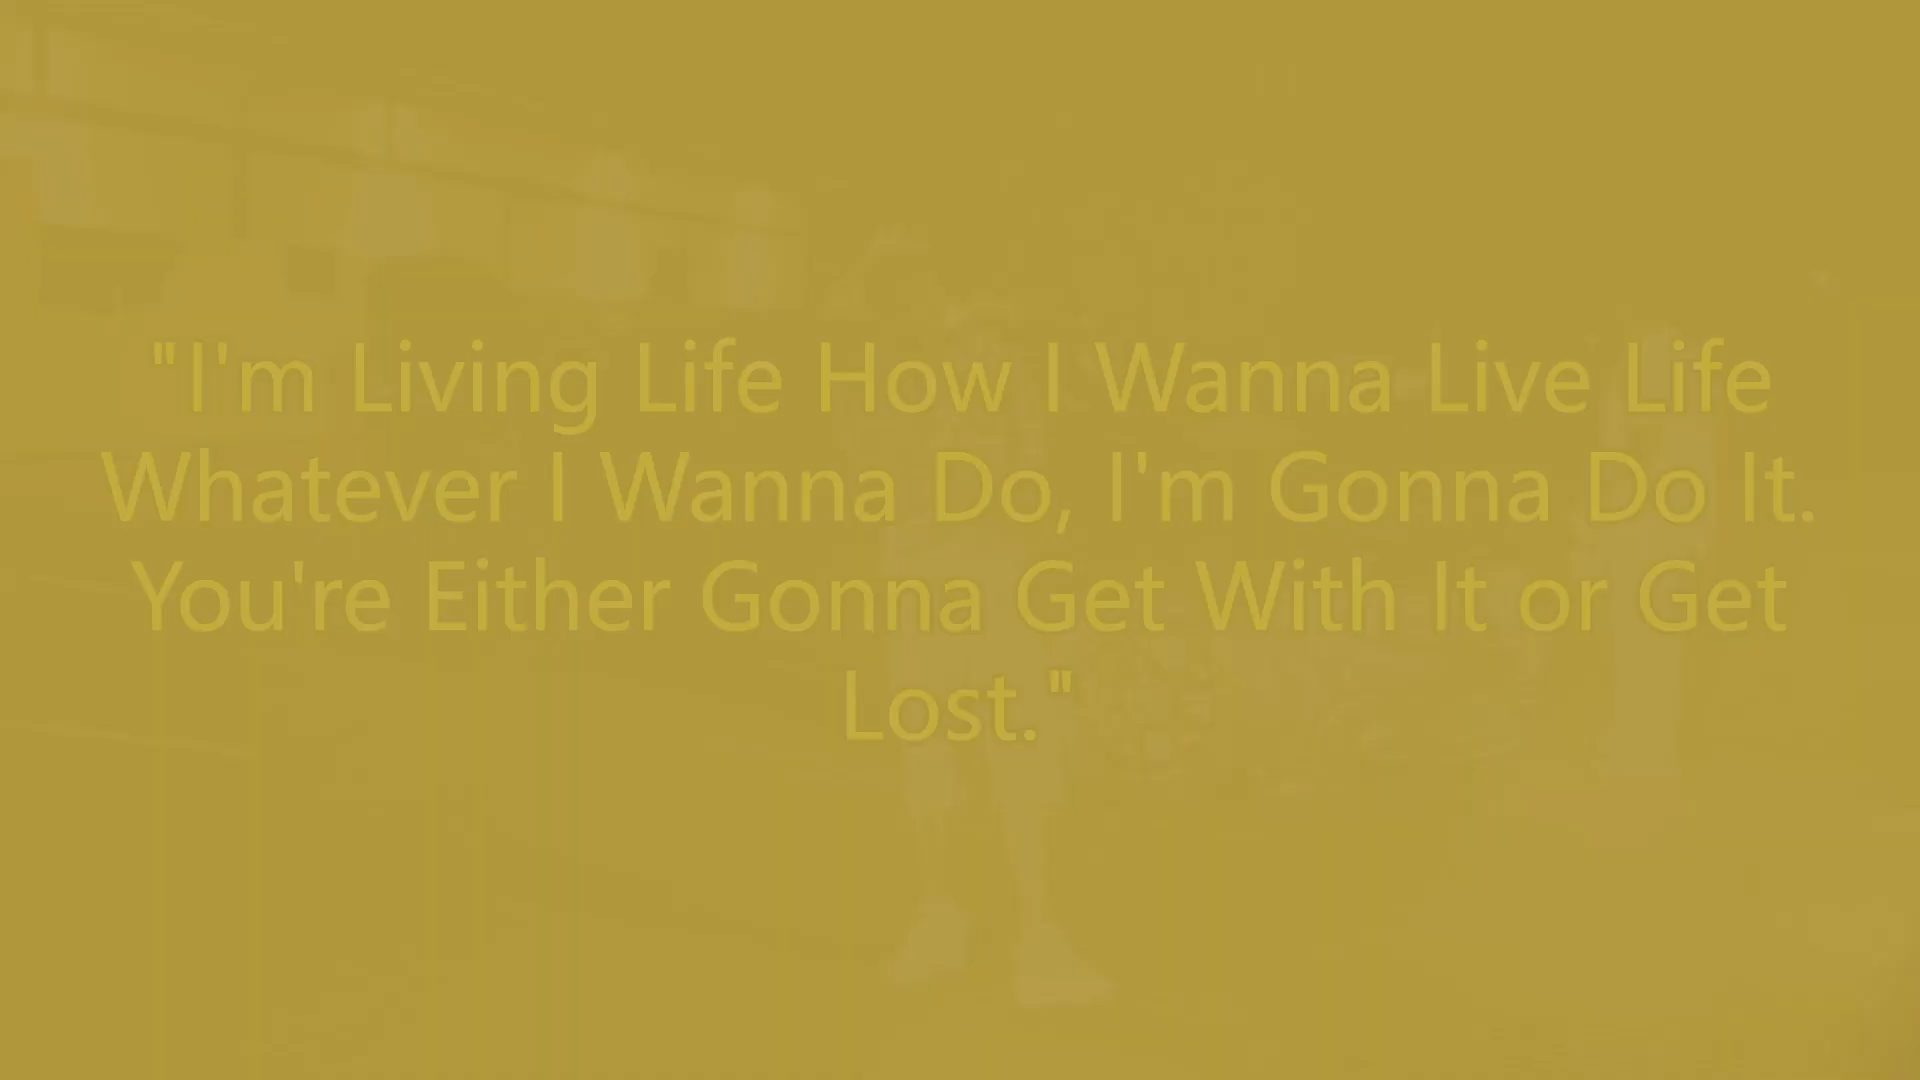 "I'm Living Life How I Wanna Live Life
Whatever I Wanna Do, I'm Gonna Do It.
You're Either Gonna Get With It or Get
Lost."